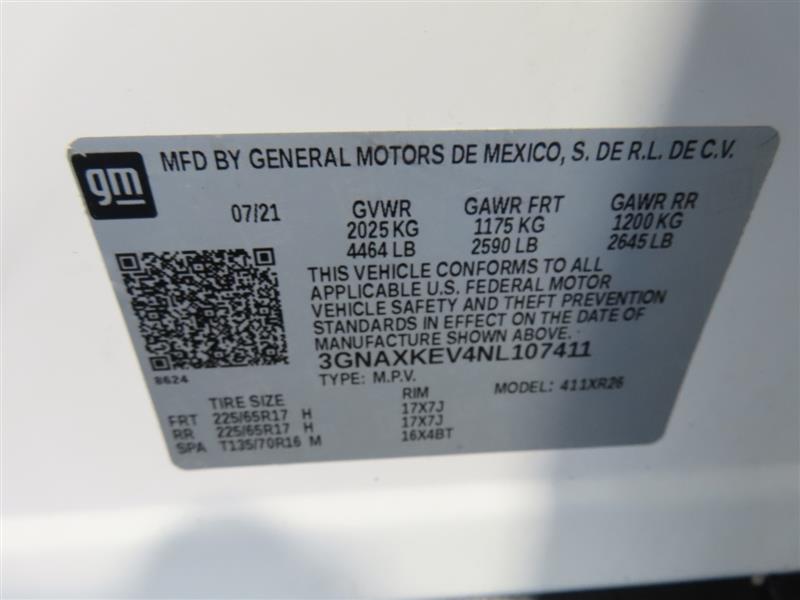 gm
MFD BY GENERAL MOTORS DE MEXICO, S. DE R.L. DE C.V.
07/21 GVWR GAWR FRT GAWR RR
2025 KG 1175 KG 1200 KG
4464 LB 2590 LB 2645 LB
THIS VEHICLE CONFORMS TO ALL
APPLICABLE U.S. FEDERAL MOTOR
VEHICLE SAFETY AND THEFT PREVENTION
STANDARDS IN EFFECT ON THE DATE OF
MANUFACTURE SHOWN ABOVE.
3GNAXKEV4NL107411
8624 TYPE: M.P.V. MODEL: 411XR26
TIRE SIZE RIM
FRT 225/65R17 H 17X7J
RR 225/65R17 H 17X7J
SPA T135/70R16 M 16X4BT